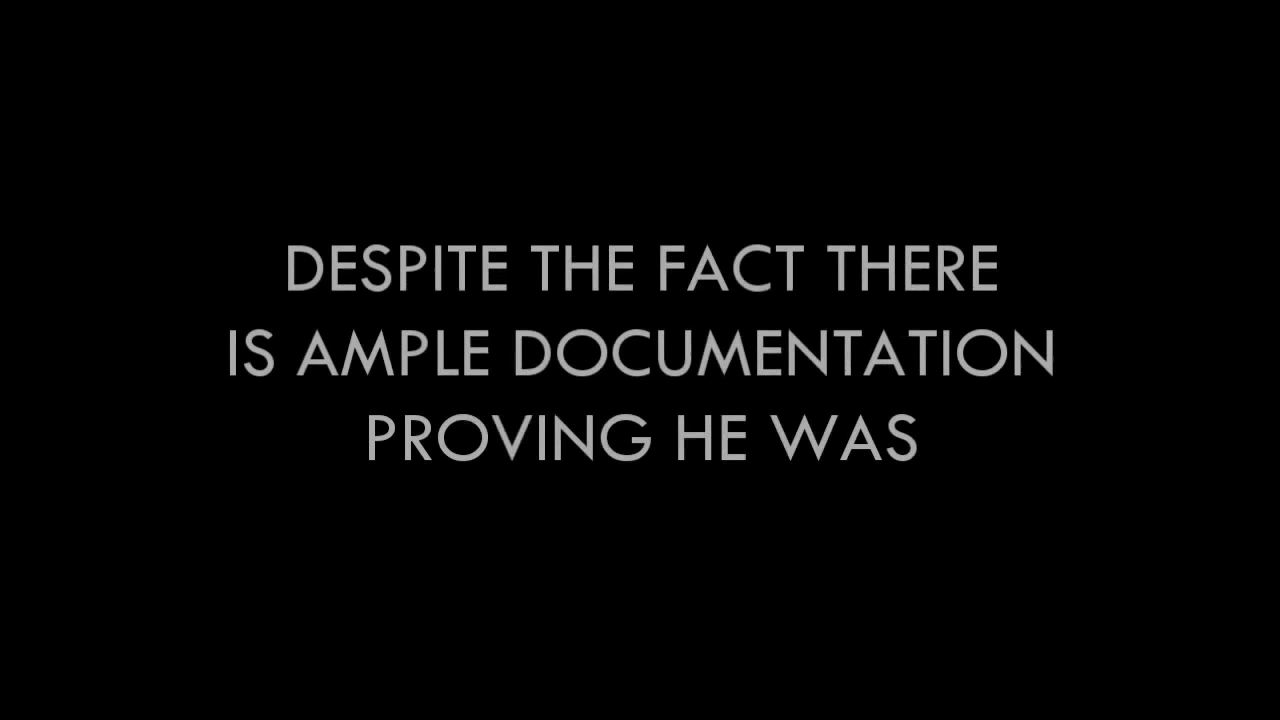 DESPITE THE FACT THERE
IS AMPLE DOCUMENTATION
PROVING HE WAS